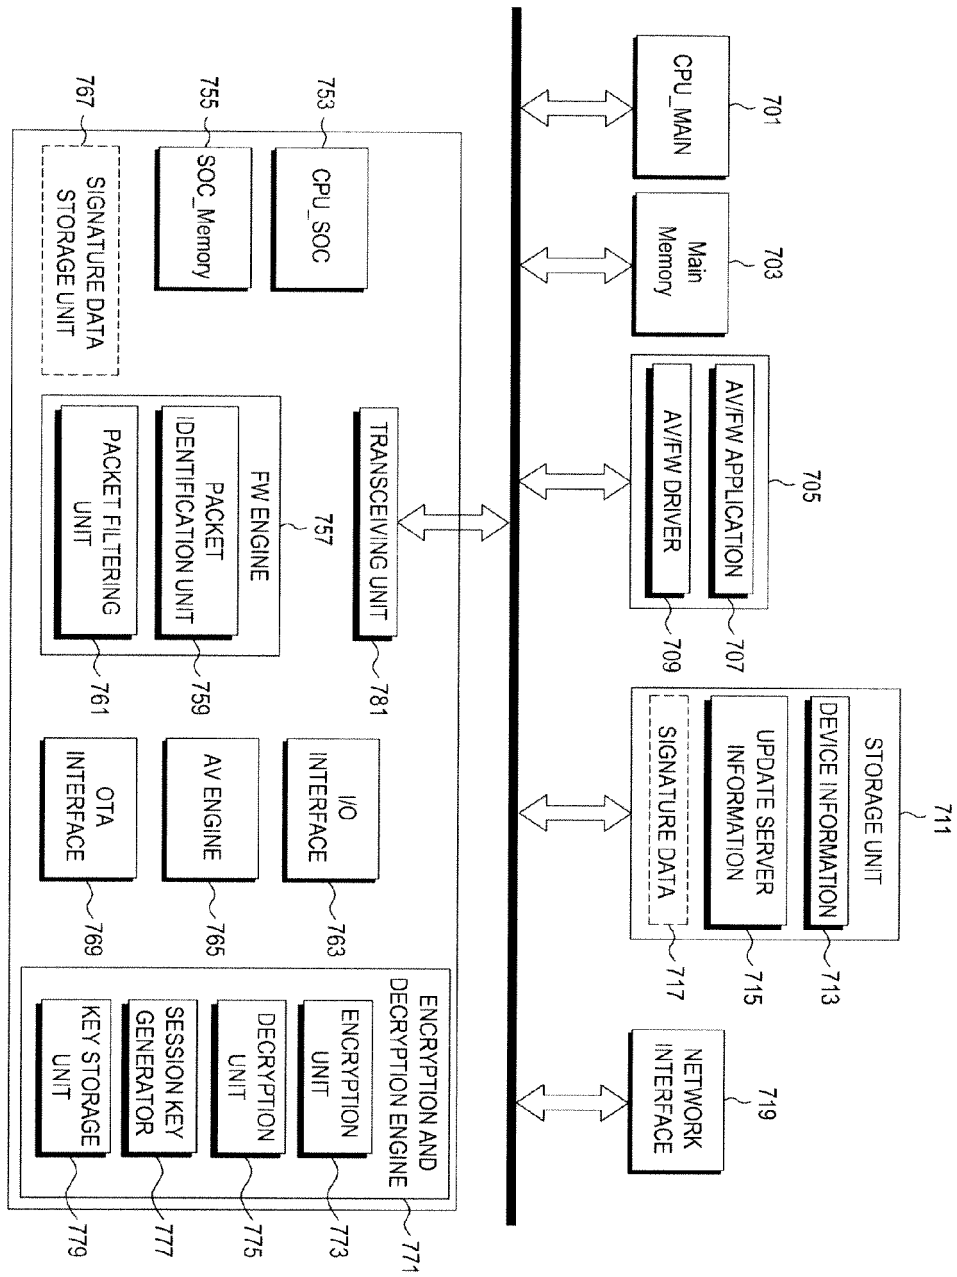 701
CPU_MAIN
703
Main
Memory
705
AV/FW APPLICATION
707
AV/FW DRIVER
709
711
STORAGE UNIT
DEVICE INFORMATION
713
UPDATE SERVER
INFORMATION
715
SIGNATURE DATA
717
719
NETWORK
INTERFACE
753
CPU_SOC
755
SOC_Memory
767
SIGNATURE DATA
STORAGE UNIT
TRANSCEIVING UNIT
781
757
FW ENGINE
PACKET
IDENTIFICATION UNIT
759
PACKET FILTERING
UNIT
761
I/O
INTERFACE
763
AV ENGINE
765
OTA
INTERFACE
769
ENCRYPTION AND
DECRYPTION ENGINE
771
ENCRYPTION
UNIT
773
DECRYPTION
UNIT
775
SESSION KEY
GENERATOR
777
KEY STORAGE
UNIT
779